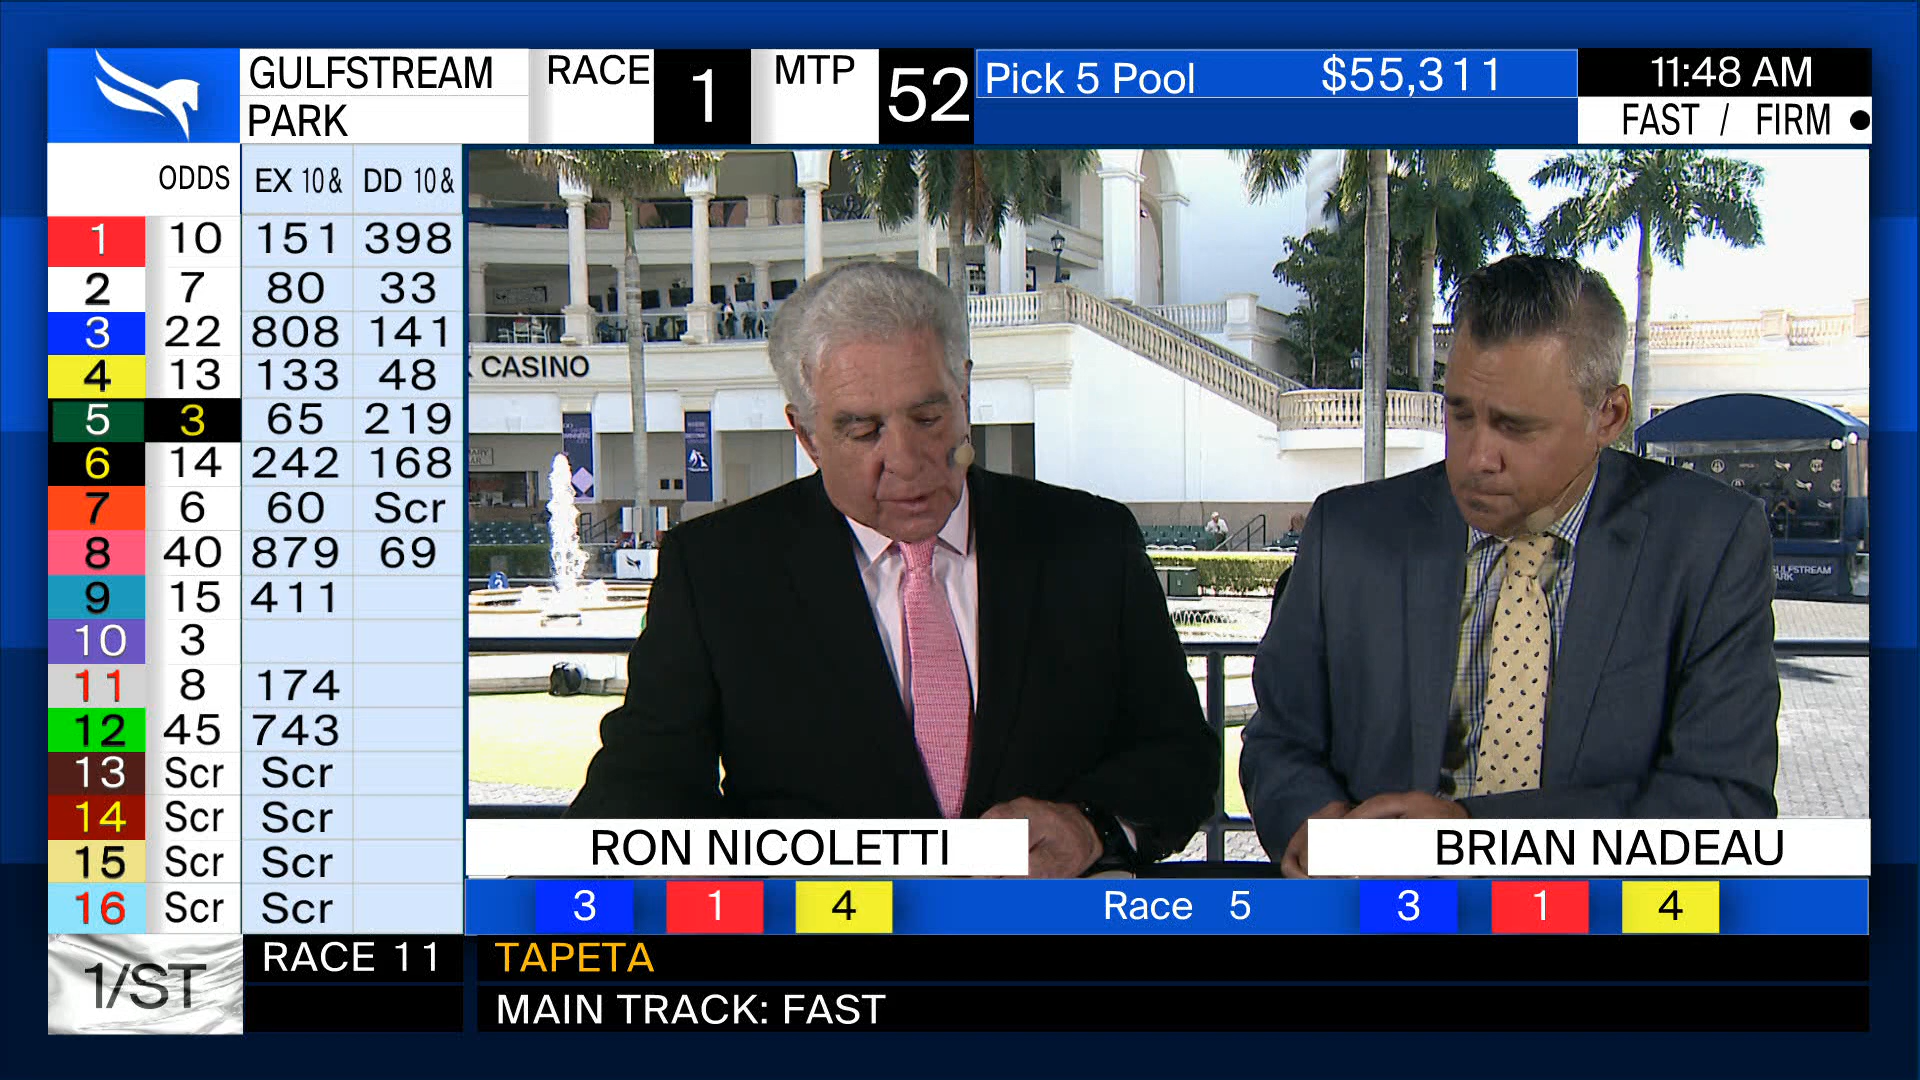 GULFSTREAM PARK
RACE 1
MTP 52
Pick 5 Pool $55,311
11:48 AM
FAST / FIRM
ODDS EX 10& DD 10&
1 10 151 398
2 7 80 33
3 22 808 141
4 13 133 48
5 3 65 219
6 14 242 168
7 6 60 Scr
8 40 879 69
9 15 411
10 3
11 8 174
12 45 743
13 Scr Scr
14 Scr Scr
15 Scr Scr
16 Scr Scr
CASINO
GULFSTREAM
PARK
RON NICOLETTI
BRIAN NADEAU
3 1 4 Race 5 3 1 4
1/ST
RACE 11
TAPETA
MAIN TRACK: FAST